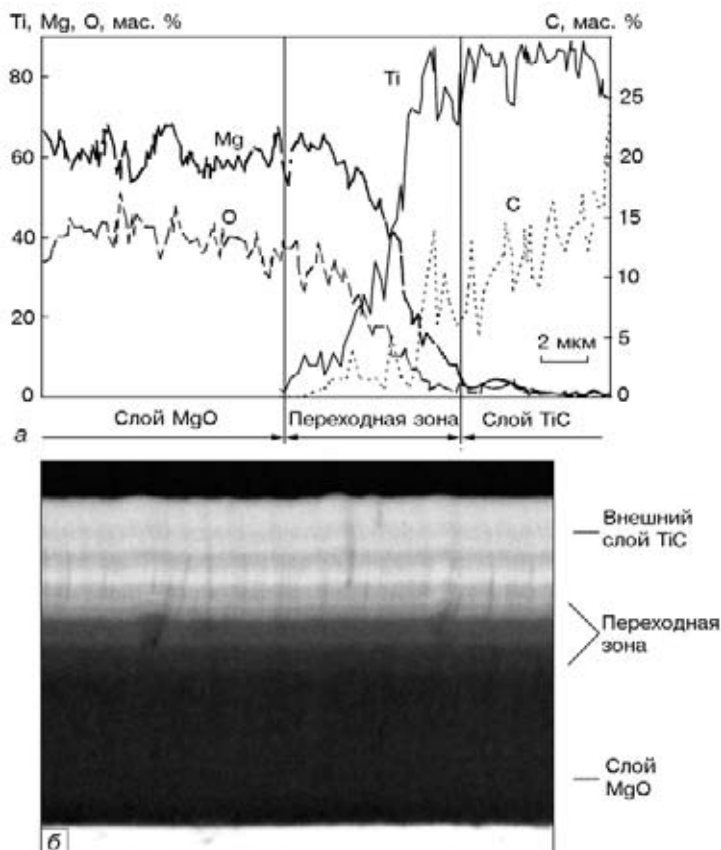 Ti, Mg, O, мас. %
C, мас. %
80
60
40
20
0
Mg
O
Ti
C
25
20
15
10
5
0
2 мкм
а
Слой MgO
Переходная зона
Слой TiC
Внешний
слой TiC
Переходная
зона
Слой
MgO
б